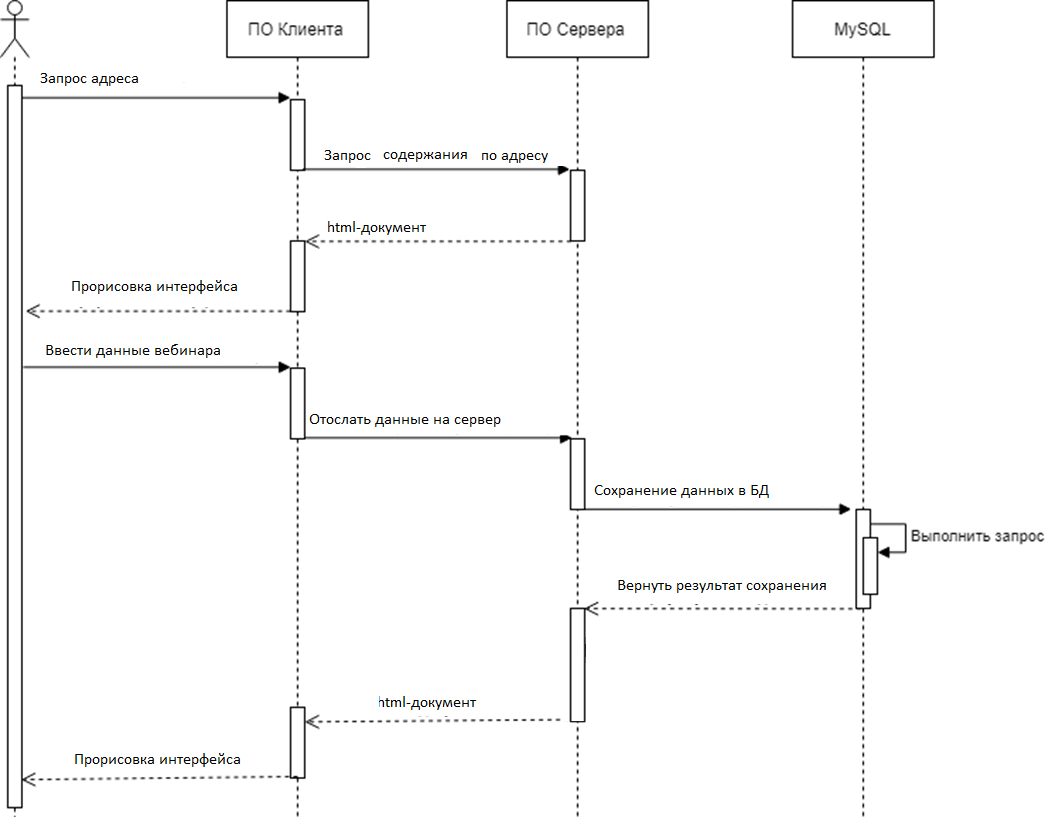 ПО Клиента
ПО Сервера
MySQL
Запрос адреса
Запрос содержания по адресу
html-документ
Прорисовка интерфейса
Ввести данные вебинара
Отослать данные на сервер
Сохранение данных в БД
Выполнить запрос
Вернуть результат сохранения
html-документ
Прорисовка интерфейса